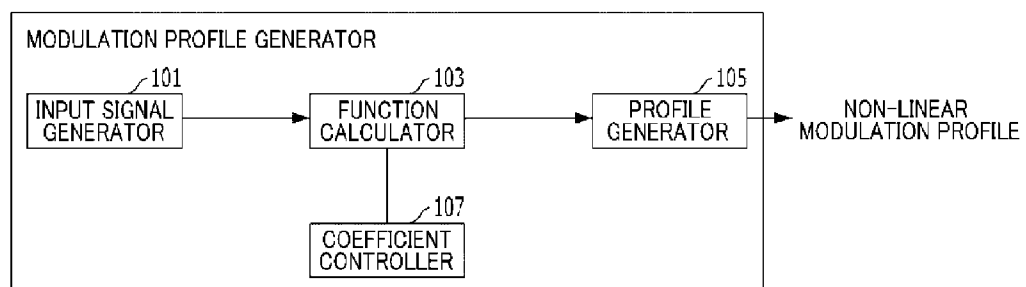 MODULATION PROFILE GENERATOR
101
INPUT SIGNAL
GENERATOR
103
FUNCTION
CALCULATOR
105
PROFILE
GENERATOR
NON-LINEAR
MODULATION PROFILE
107
COEFFICIENT
CONTROLLER